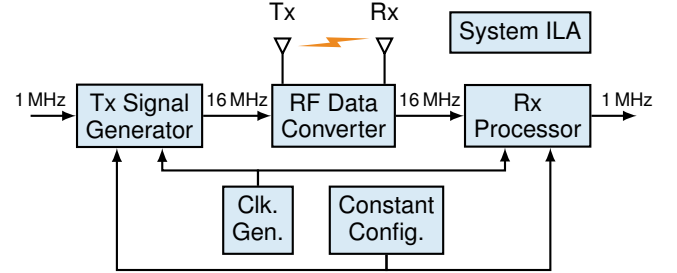 Tx
Rx
System ILA
1 MHz
Tx Signal
Generator
16 MHz
RF Data
Converter
16 MHz
Rx
Processor
1 MHz
Clk.
Gen.
Constant
Config.